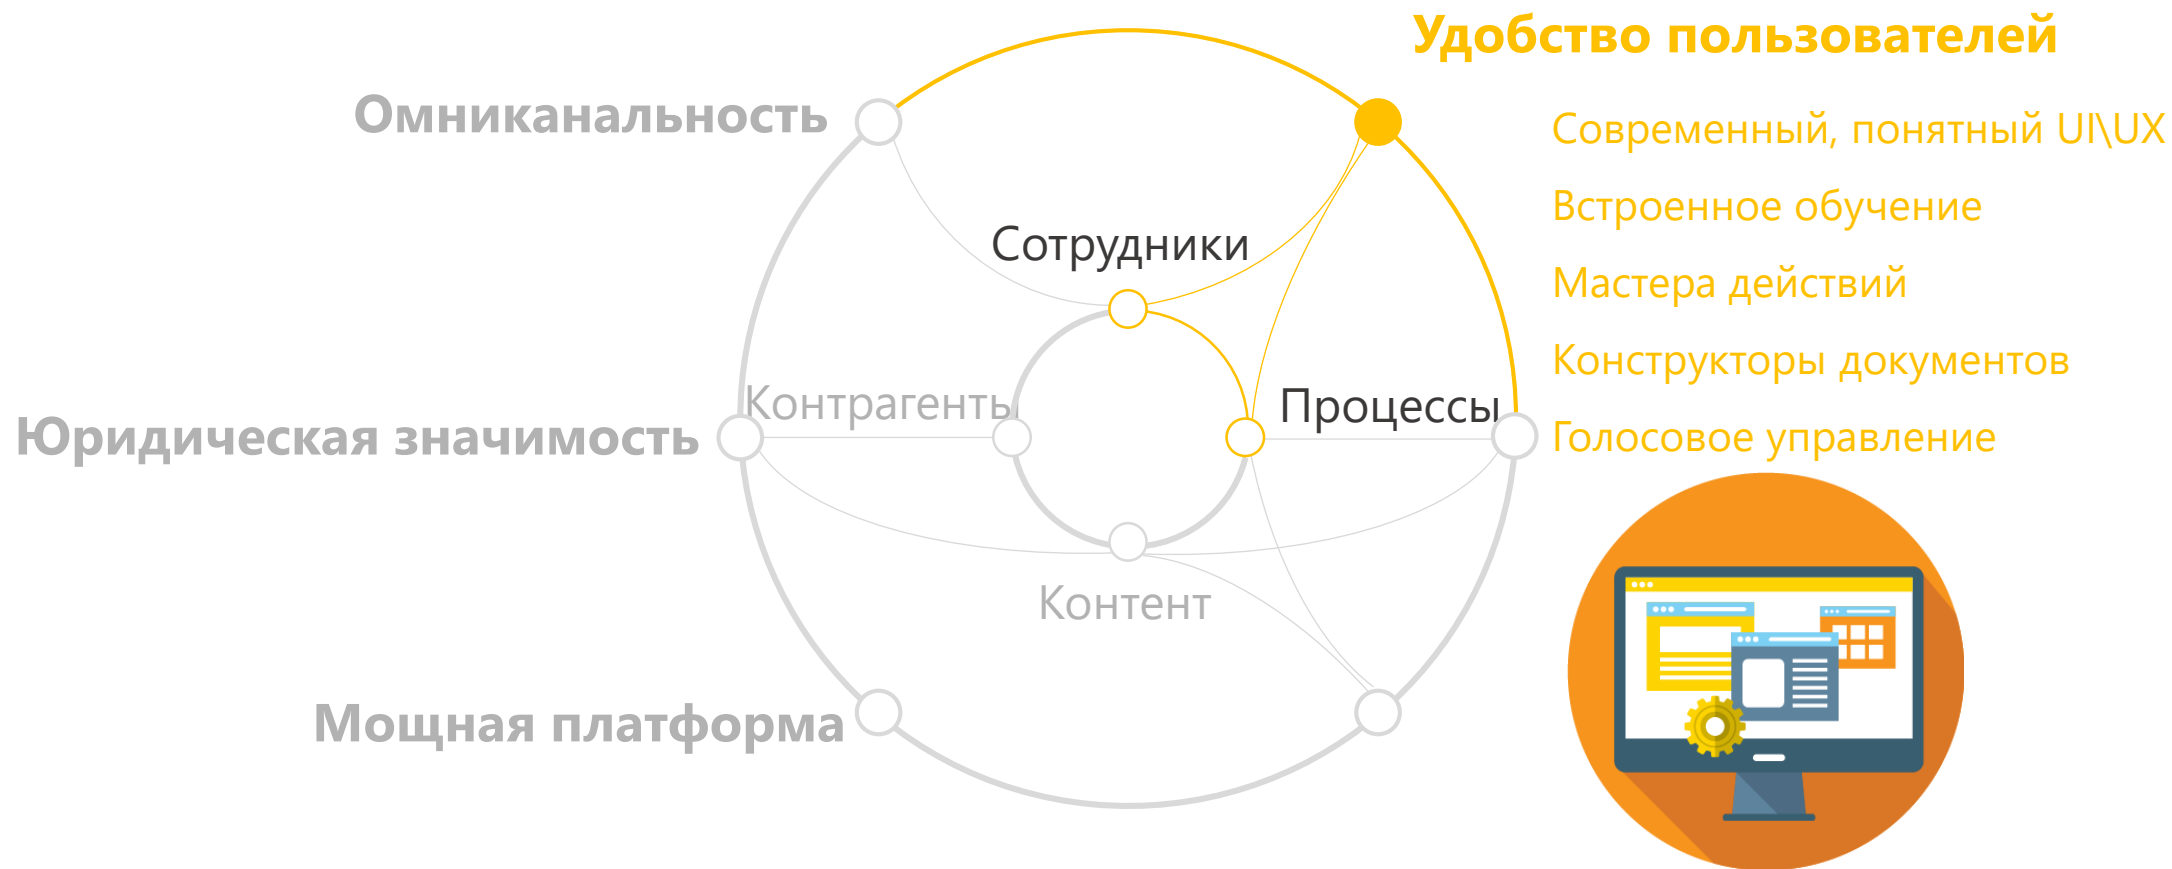 Удобство пользователей
Омниканальность
Современный, понятный UI\UX
Встроенное обучение
Сотрудники
Мастера действий
Конструкторы документов
Контрагенты
Процессы
Юридическая значимость
Голосовое управление
Контент
Мощная платформа